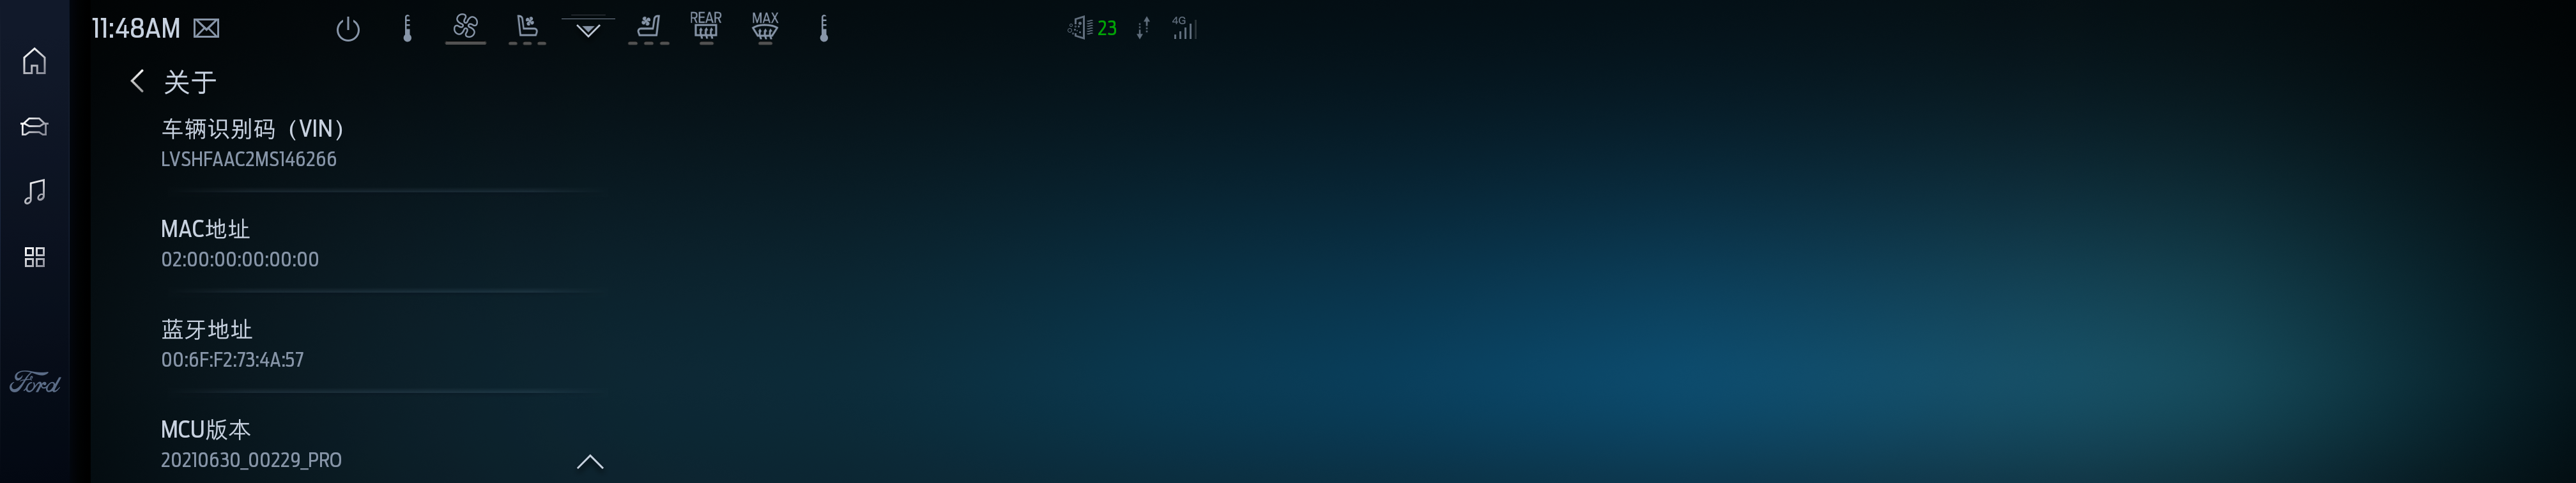 11:48AM
REAR
MAX
23
4G
关于
车辆识别码（VIN）
LVSHFAAC2MS146266
MAC地址
02:00:00:00:00:00
蓝牙地址
00:6F:F2:73:4A:57
Ford
MCU版本
20210630_00229_PRO